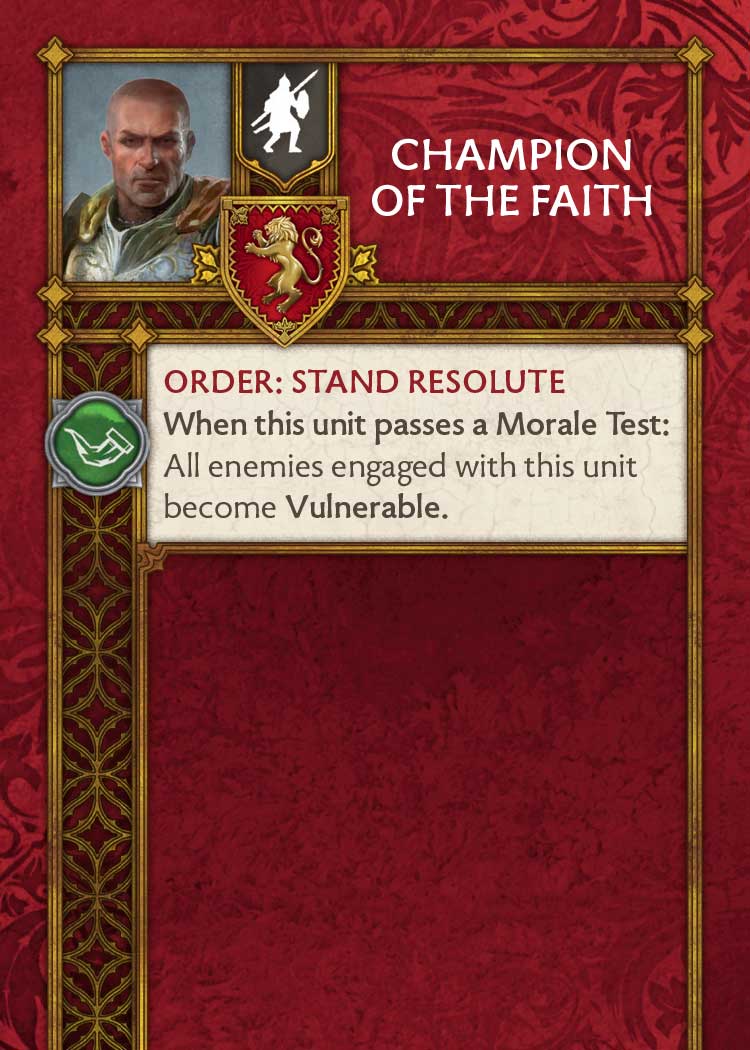 CHAMPION
OF THE FAITH
ORDER: STAND RESOLUTE
When this unit passes a Morale Test:
All enemies engaged with this unit
become Vulnerable.